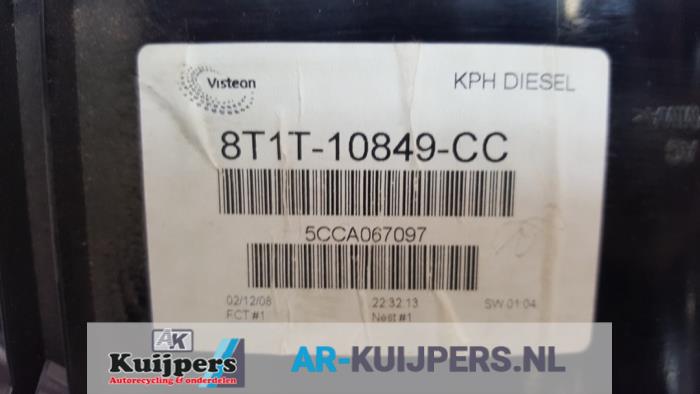 Visteon
KPH DIESEL
8T1T-10849-CC
5CCA067097
02/12/08 22:32:13 SW 01:04
FCT #1 Nest #1
AK
Kuijpers
Autorecycling & onderdelen
AR-KUIJPERS.NL